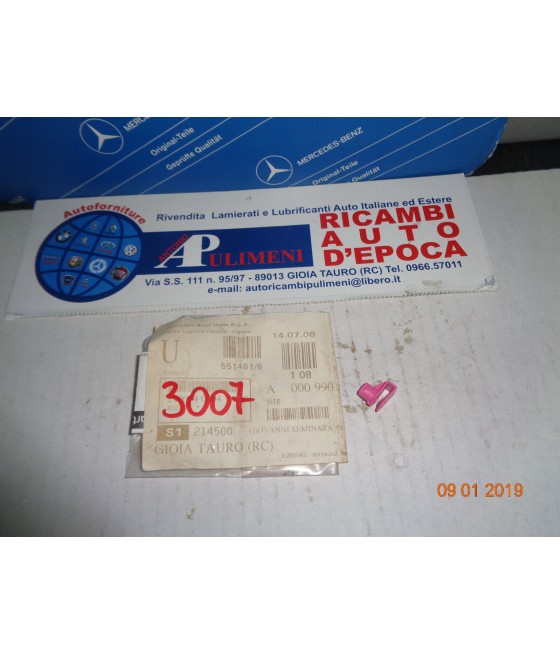 MERCEDES-BENZ
Original-Teile
Geprüfte Qualität
MERCEDES-BENZ
Original-Teile
Geprüfte Qualität
Autoforniture
Rivendita Lamierati e Lubrificanti Auto Italiane ed Estere
ANTONIO
PULIMENI
RICAMBI
AUTO
D'EPOCA
Via S.S. 111 n. 95/97 - 89013 GIOIA TAURO (RC) Tel. 0966.57011
e-mail: autoricambipulimeni@libero.it
14.07.08
U
551481/6
1 08
A 000 990
VITE
3007
S1 214500 GIOVANNI SEMINARA
GIOIA TAURO (RC)
09 01 2019